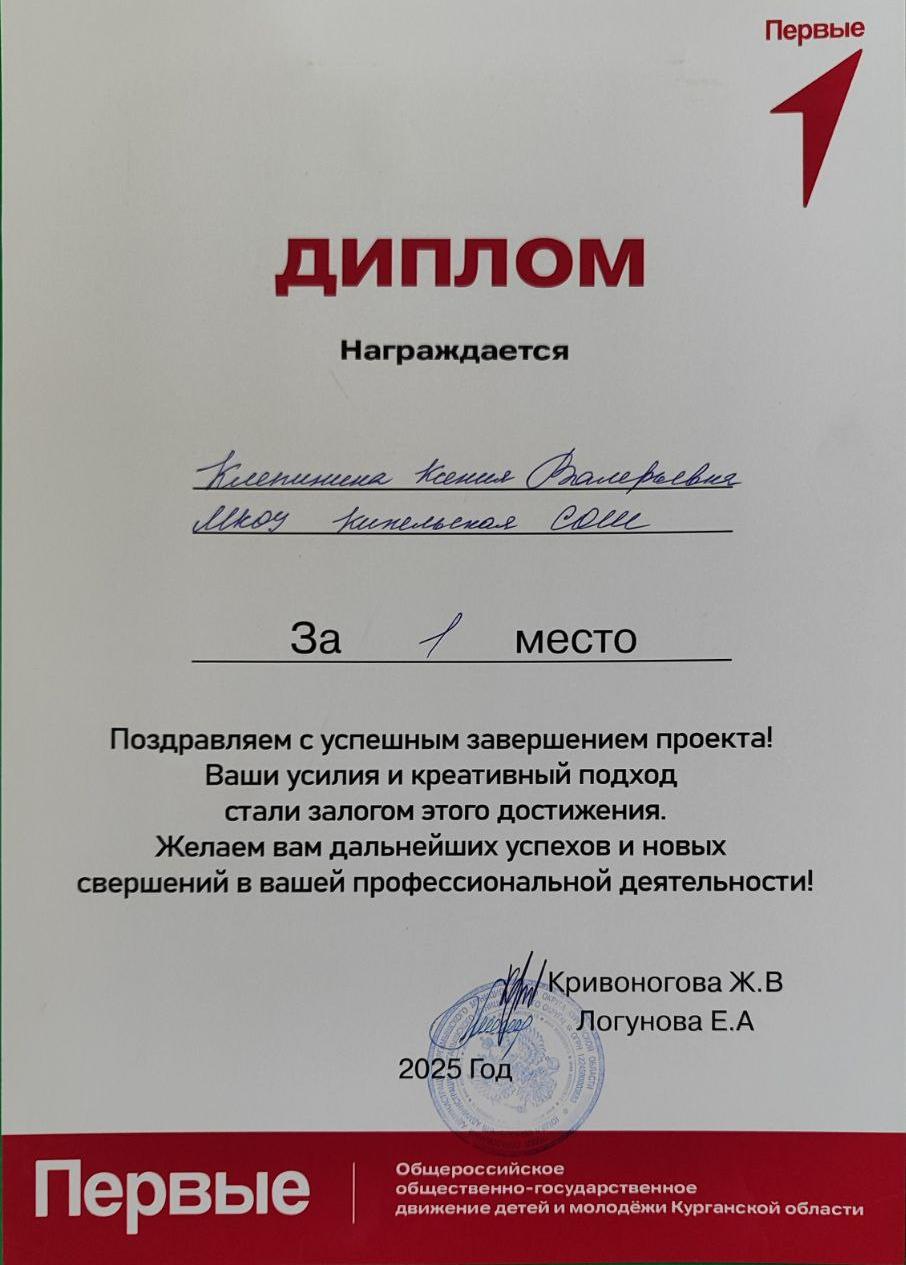 Первые
ДИПЛОМ
Награждается
Клепинина Ксения Валерьевна
МКОУ Кипельская СОШ
За 1 место
Поздравляем с успешным завершением проекта!
Ваши усилия и креативный подход
стали залогом этого достижения.
Желаем вам дальнейших успехов и новых
свершений в вашей профессиональной деятельности!
Кривоногова Ж.В
Логунова Е.А
2025 Год
Первые
Общероссийское
общественно-государственное
движение детей и молодёжи Курганской области